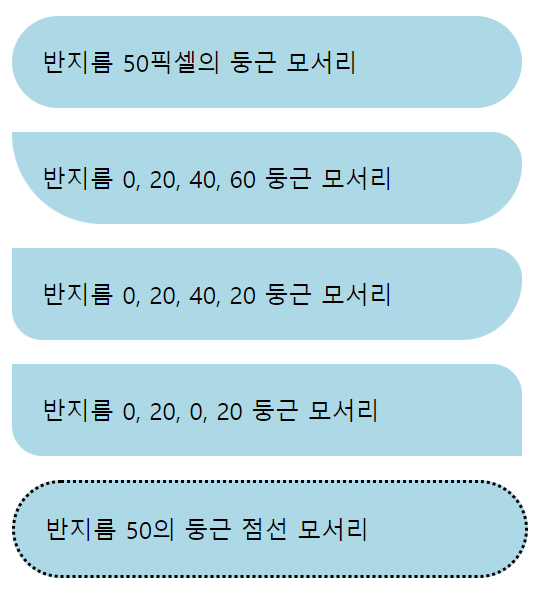 반지름 50픽셀의 둥근 모서리
반지름 0, 20, 40, 60 둥근 모서리
반지름 0, 20, 40, 20 둥근 모서리
반지름 0, 20, 0, 20 둥근 모서리
반지름 50의 둥근 점선 모서리